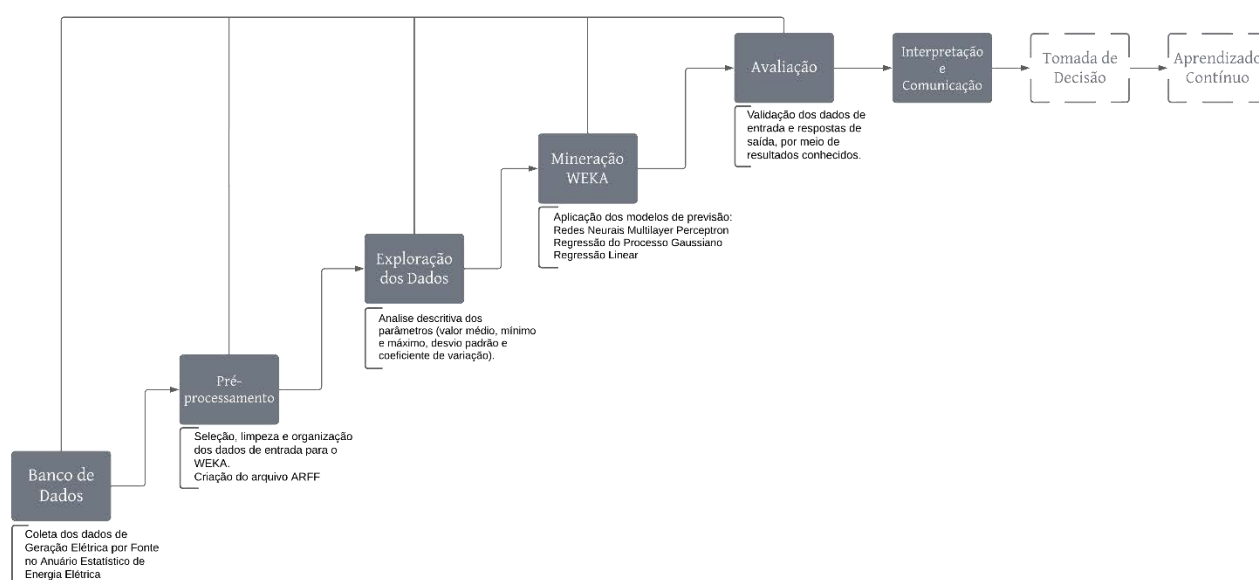 Banco de
Dados
Coleta dos dados de
Geração Elétrica por Fonte
no Anuário Estatístico de
Energia Elétrica
Pré-
processamento
Seleção, limpeza e organização
dos dados de entrada para o
WEKA.
Criação do arquivo ARFF
Exploração
dos Dados
Analise descritiva dos
parâmetros (valor médio, mínimo
e máximo, desvio padrão e
coeficiente de variação).
Mineração
WEKA
Aplicação dos modelos de previsão:
Redes Neurais Multilayer Perceptron
Regressão do Processo Gaussiano
Regressão Linear
Avaliação
Validação dos dados de
entrada e respostas de
saída, por meio de
resultados conhecidos.
Interpretação
e
Comunicação
Tomada de
Decisão
Aprendizado
Contínuo